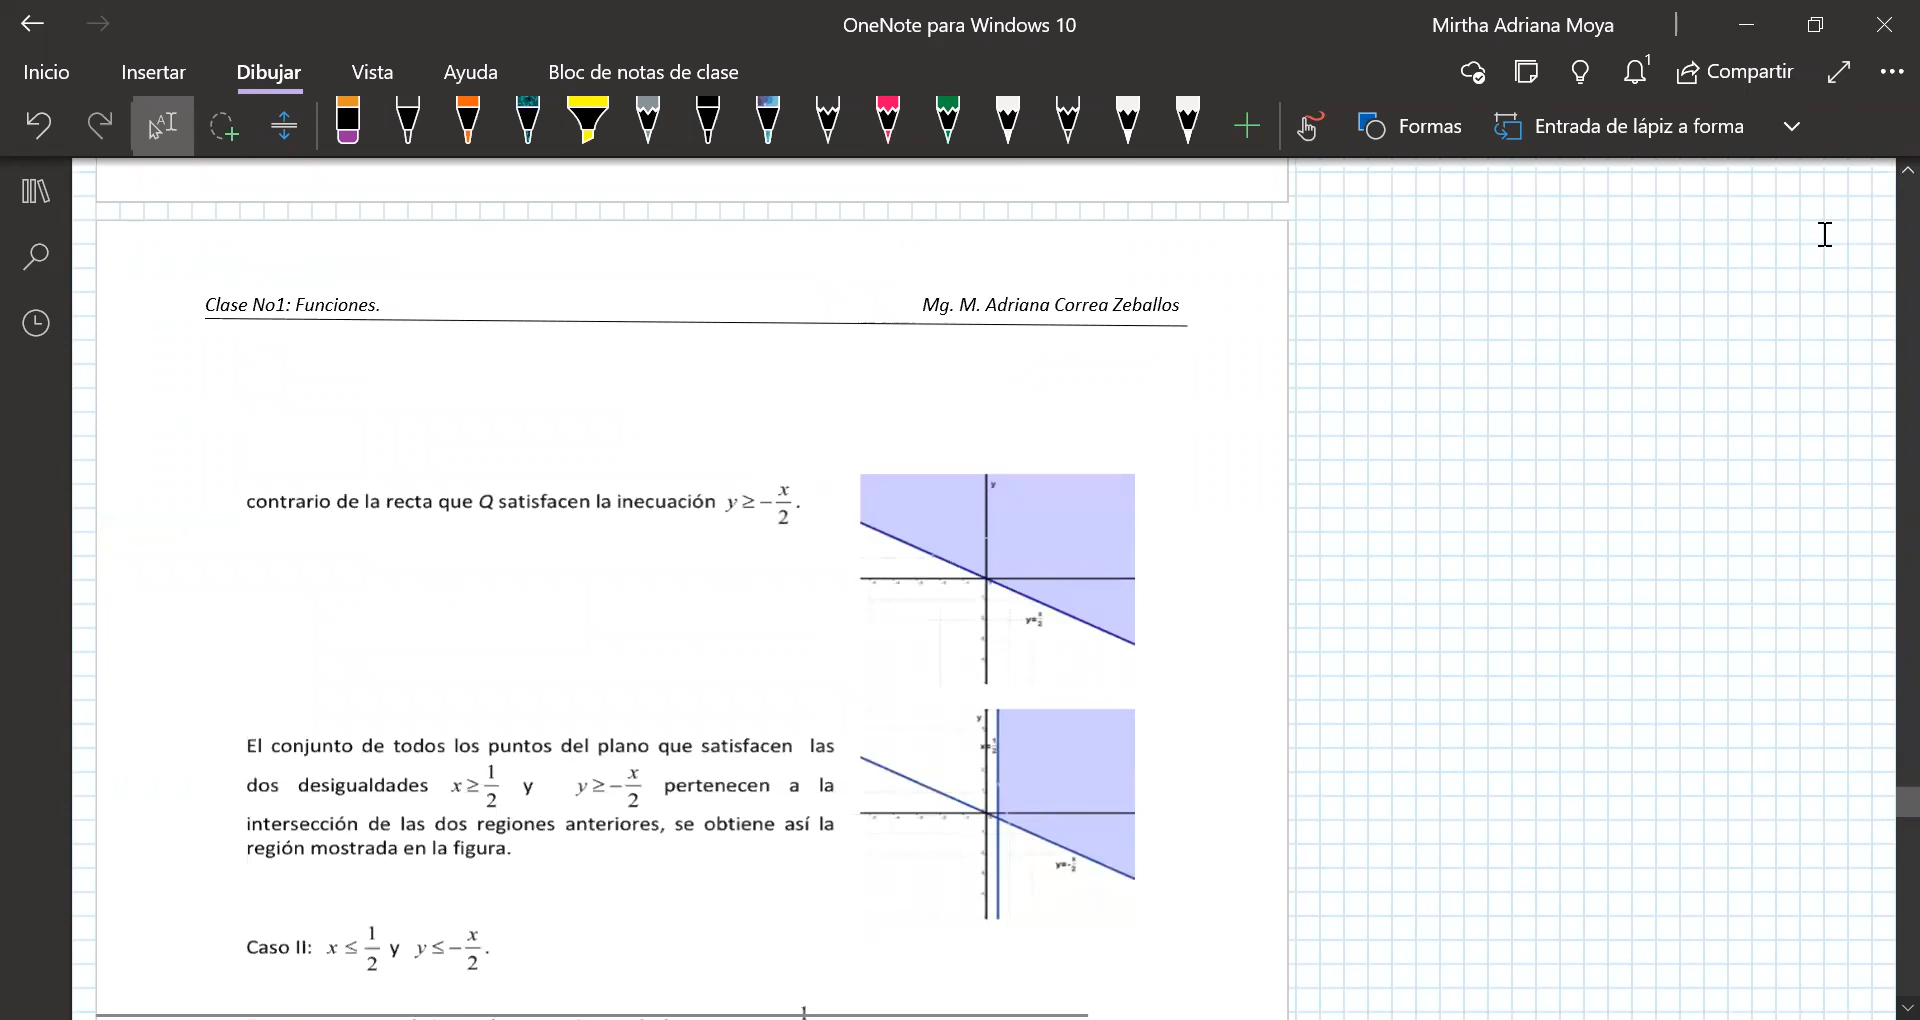 OneNote para Windows 10
Mirtha Adriana Moya
Inicio Insertar Dibujar Vista Ayuda Bloc de notas de clase
1 Compartir
Formas Entrada de lápiz a forma
Clase No1: Funciones. Mg. M. Adriana Correa Zeballos
contrario de la recta que Q satisfacen la inecuación y ≥ -x/2.
y
El conjunto de todos los puntos del plano que satisfacen las
dos desigualdades x ≥ 1/2 y y ≥ -x/2 pertenecen a la
intersección de las dos regiones anteriores, se obtiene así la
región mostrada en la figura.
y
y=-x/2
Caso II: x ≤ 1/2 y y ≤ -x/2.